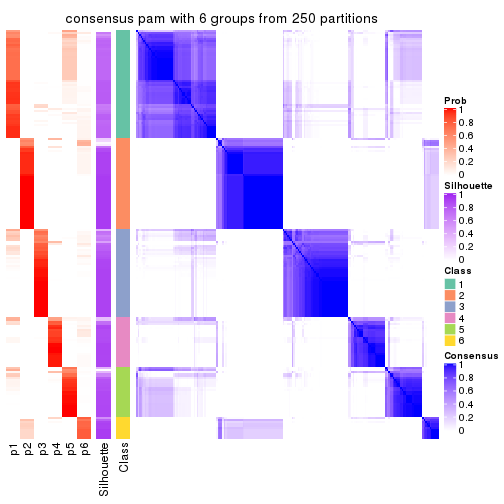 consensus pam with 6 groups from 250 partitions
Prob
1
0.8
0.6
0.4
0.2
0
Silhouette
1
0.8
0.6
0.4
0.2
0
Class
1
2
3
4
5
6
Consensus
1
0.8
0.6
0.4
0.2
0
p1
p2
p3
p4
p5
p6
Silhouette
Class